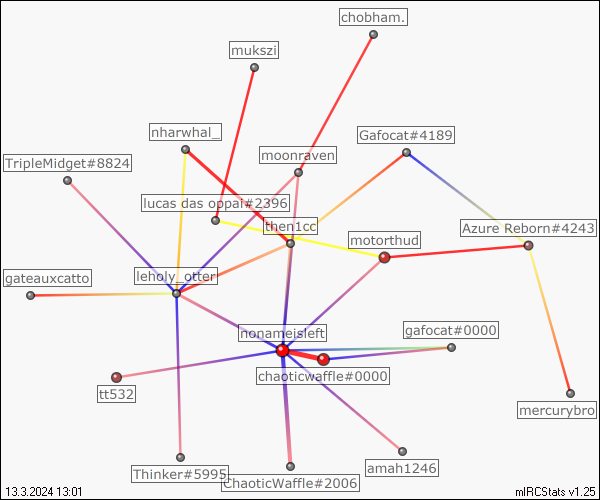 chobham.
mukszi
nharwhal_
Gafocat#4189
moonraven
TripleMidget#8824
lucas das oppai#2396
then1cc
Azure Reborn#4243
motorthud
leholy_otter
gateauxcatto
nonameisleft
gafocat#0000
chaoticwaffle#0000
tt532
mercurybro
amah1246
Thinker#5995
ChaoticWaffle#2006
13.3.2024 13:01
mIRCStats v1.25